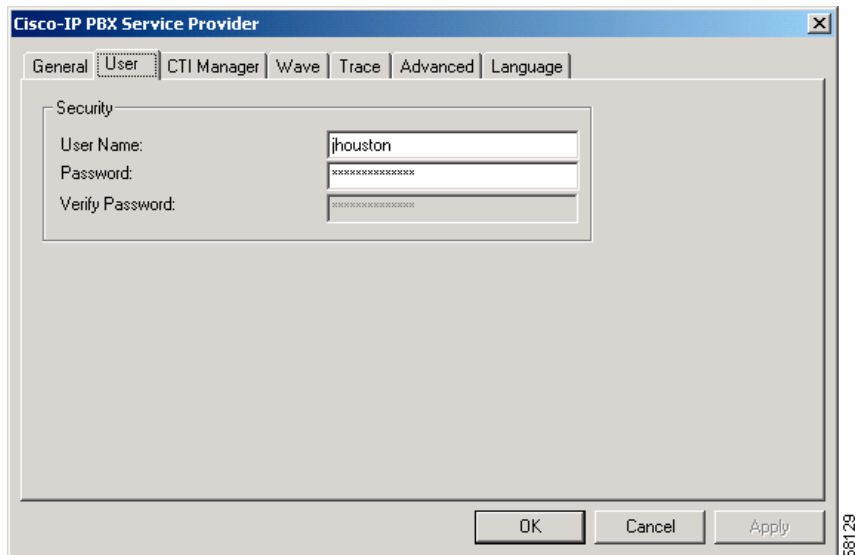 Cisco-IP PBX Service Provider
General User CTI Manager Wave Trace Advanced Language
Security
User Name: jhouston
Password: **************
Verify Password: **************
OK Cancel Apply
68129